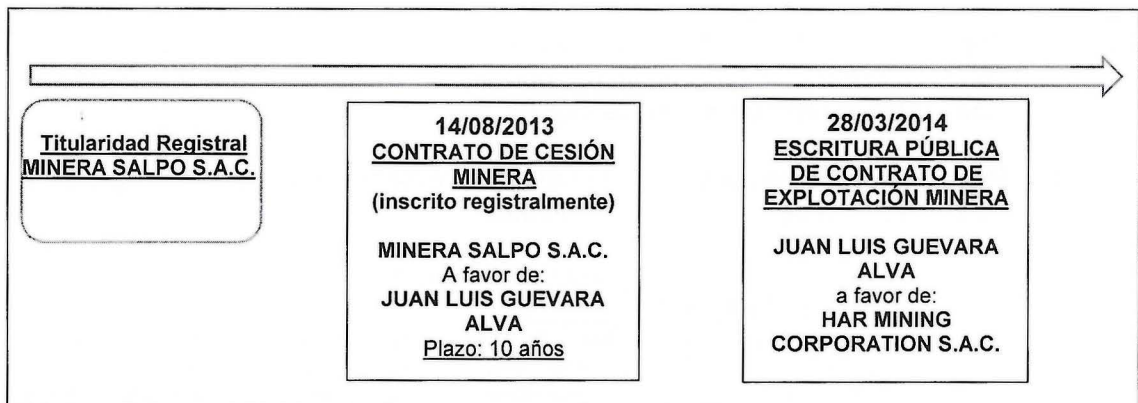 Titularidad Registral
MINERA SALPO S.A.C.
14/08/2013
CONTRATO DE CESIÓN
MINERA
(inscrito registralmente)
MINERA SALPO S.A.C.
A favor de:
JUAN LUIS GUEVARA
ALVA
Plazo: 10 años
28/03/2014
ESCRITURA PÚBLICA
DE CONTRATO DE
EXPLOTACIÓN MINERA
JUAN LUIS GUEVARA
ALVA
a favor de:
HAR MINING
CORPORATION S.A.C.